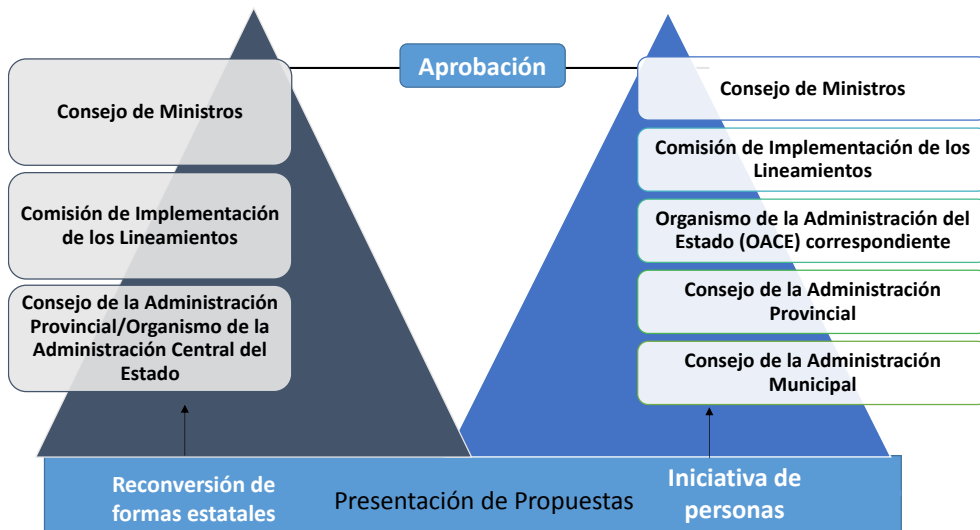 Aprobación
Consejo de Ministros
Comisión de Implementación
de los Lineamientos
Consejo de la Administración
Provincial/Organismo de la
Administración Central del
Estado
Consejo de Ministros
Comisión de Implementación de los
Lineamientos
Organismo de la Administración del
Estado (OACE) correspondiente
Consejo de la Administración
Provincial
Consejo de la Administración
Municipal
Reconversión de
formas estatales
Presentación de Propuestas
Iniciativa de
personas